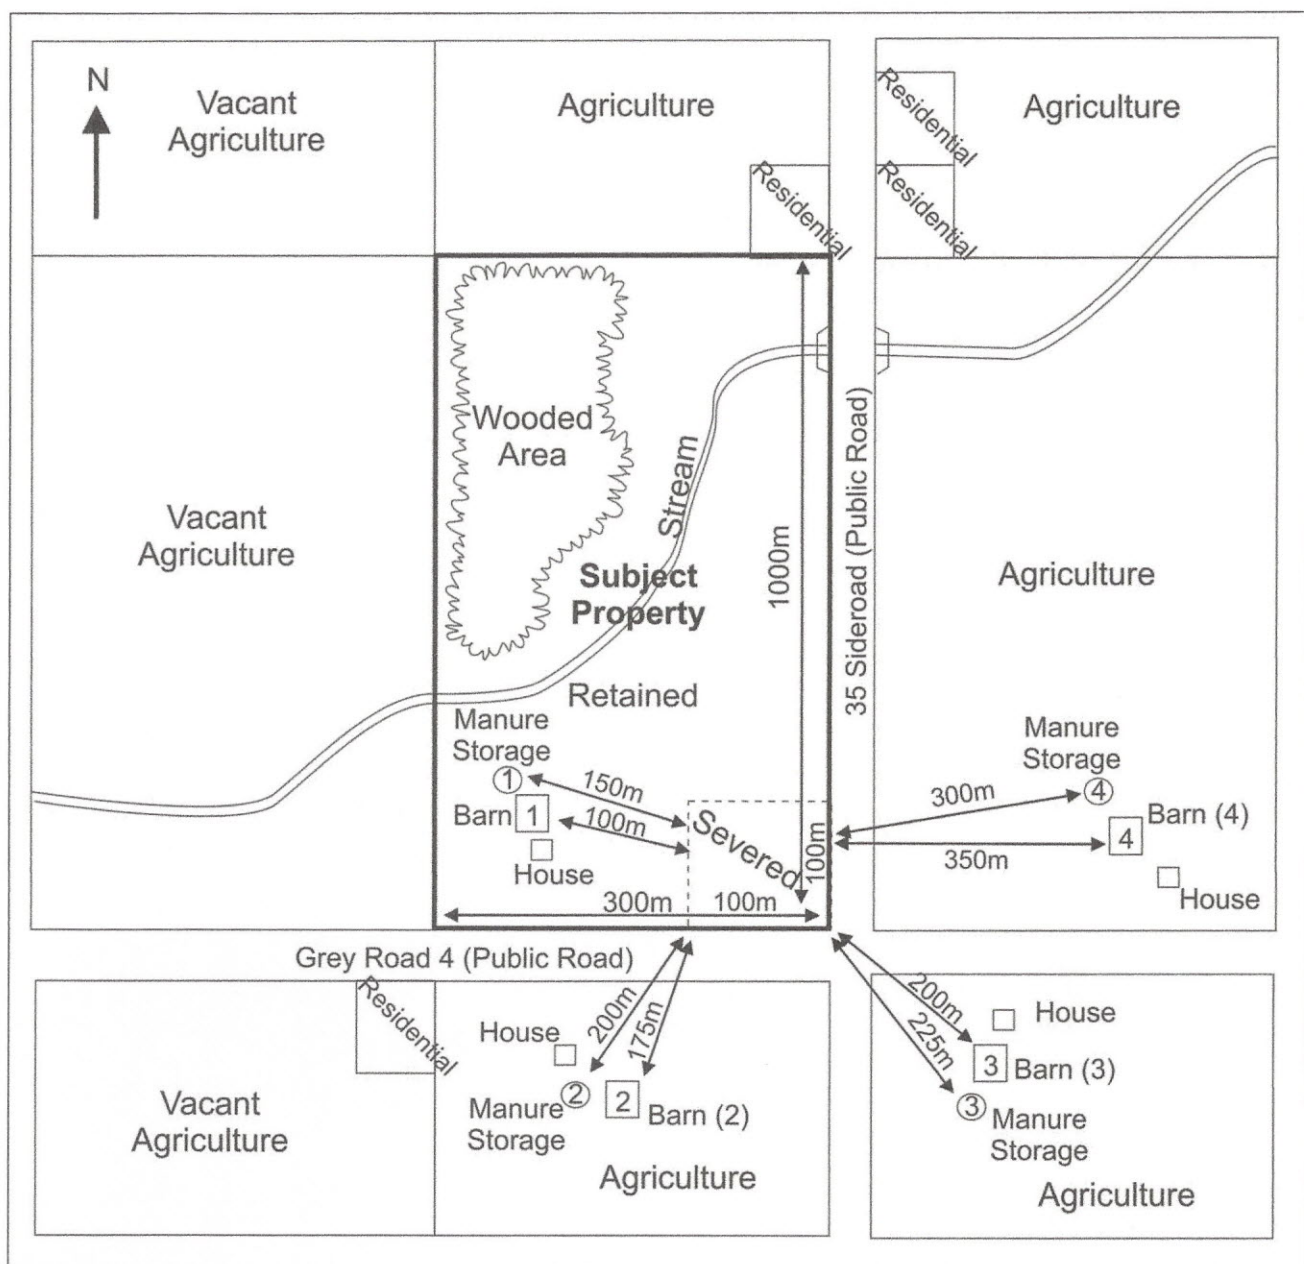 N
Vacant
Agriculture
Agriculture
Residential
Residential
Residential
Agriculture
Wooded
Area
Stream
Subject
Property
1000m
35 Sideroad (Public Road)
Vacant
Agriculture
Agriculture
Retained
Manure
Storage
1
150m
Barn 1
100m
House
Severed
100m
300m
100m
Manure
Storage
300m
4
Barn (4)
4
350m
House
Grey Road 4 (Public Road)
Residential
Vacant
Agriculture
House
200m
175m
2
2
Manure
Storage
Barn (2)
Agriculture
200m
225m
House
3
Barn (3)
3
Manure
Storage
Agriculture